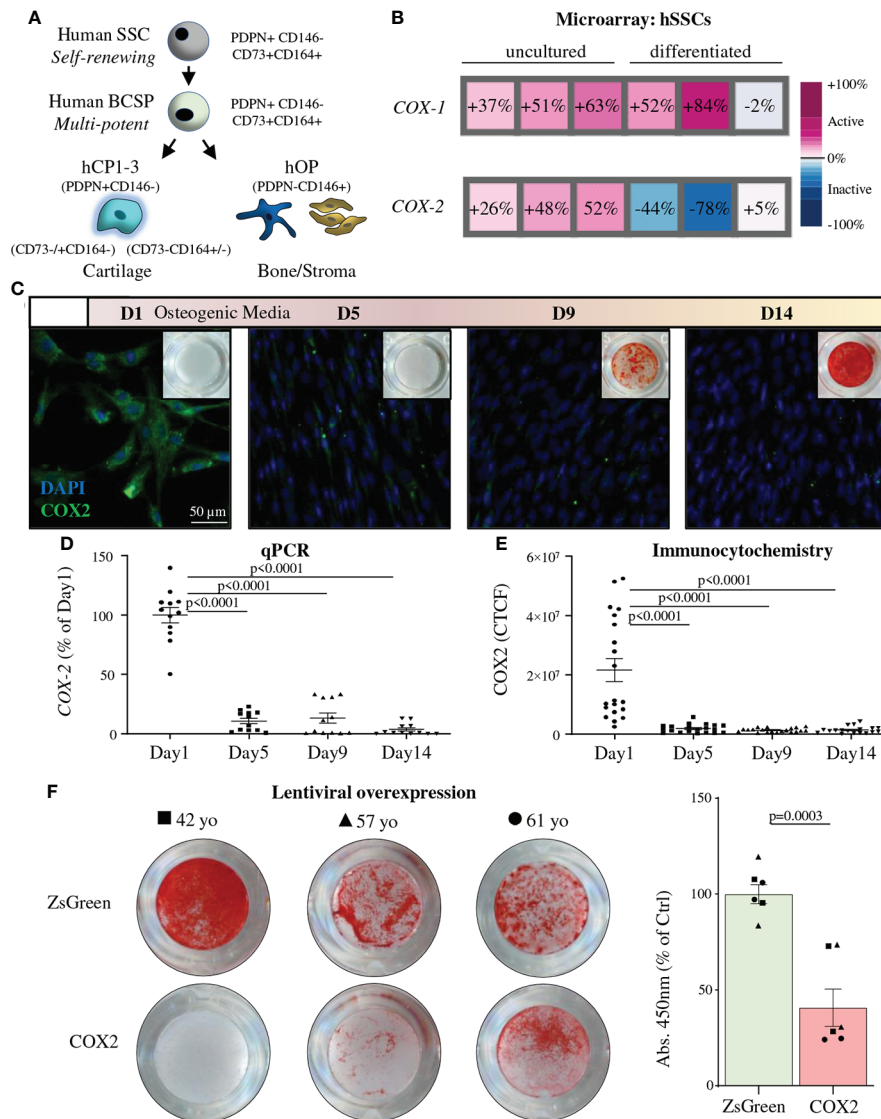 A
Human SSC
Self-renewing
PDPN+ CD146-
CD73+CD164+
Human BCSP
Multi-potent
PDPN+ CD146-
CD73+CD164+
hCP1-3
(PDPN+CD146-)
hOP
(PDPN-CD146+)
(CD73-/+CD164-)
(CD73-CD164+/-)
Cartilage
Bone/Stroma
B
Microarray: hSSCs
uncultured
differentiated
COX-1
+37%
+51%
+63%
+52%
+84%
-2%
COX-2
+26%
+48%
52%
-44%
-78%
+5%
+100%
Active
0%
Inactive
-100%
C
D1 Osteogenic Media
D5
D9
D14
DAPI
COX2
50 µm
D
qPCR
COX-2 (% of Day1)
150
100
50
0
p<0.0001
p<0.0001
p<0.0001
Day1
Day5
Day9
Day14
E
Immunocytochemistry
COX2 (CTCF)
6×10⁷
4×10⁷
2×10⁷
0
p<0.0001
p<0.0001
p<0.0001
Day1
Day5
Day9
Day14
F
Lentiviral overexpression
42 yo
57 yo
61 yo
ZsGreen
COX2
Abs. 450nm (% of Ctrl)
150
100
50
0
p=0.0003
ZsGreen
COX2